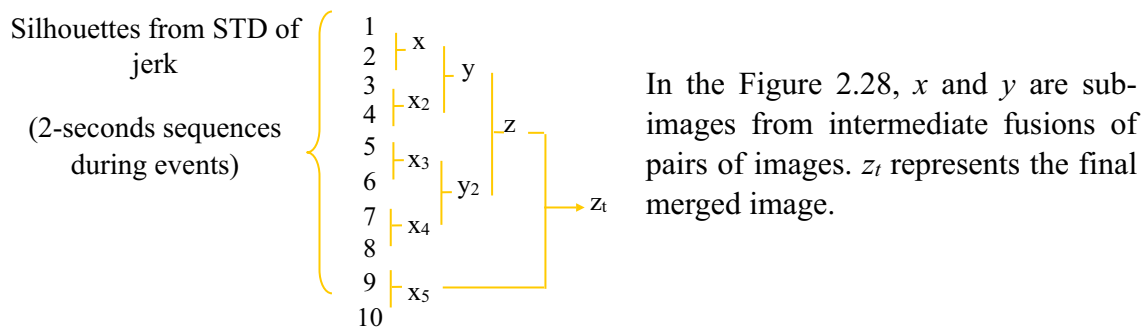 Silhouettes from STD of
jerk
(2-seconds sequences
during events)
1
2
3
4
5
6
7
8
9
10
x
x2
x3
x4
x5
y
y2
z
zt
In the Figure 2.28, x and y are sub-
images from intermediate fusions of
pairs of images. zt represents the final
merged image.